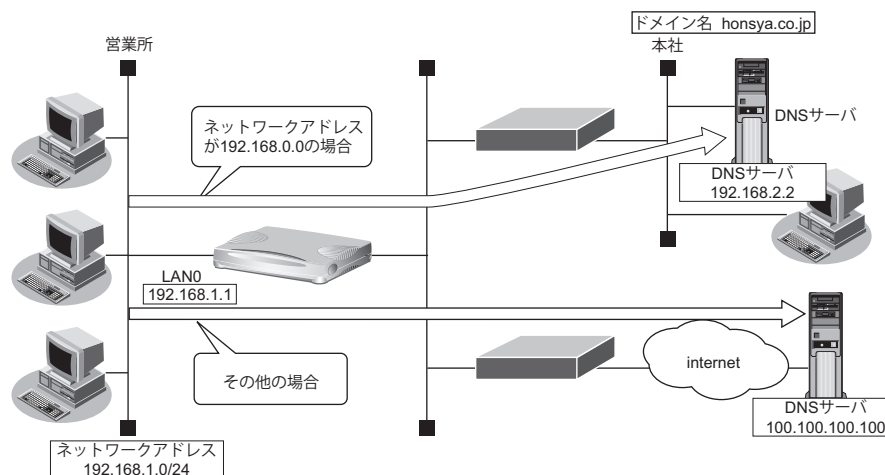 ドメイン名 honsya.co.jp
営業所
本社
ネットワークアドレス
が192.168.0.0の場合
DNSサーバ
DNSサーバ
192.168.2.2
LAN0
192.168.1.1
その他の場合
internet
DNSサーバ
100.100.100.100
ネットワークアドレス
192.168.1.0/24